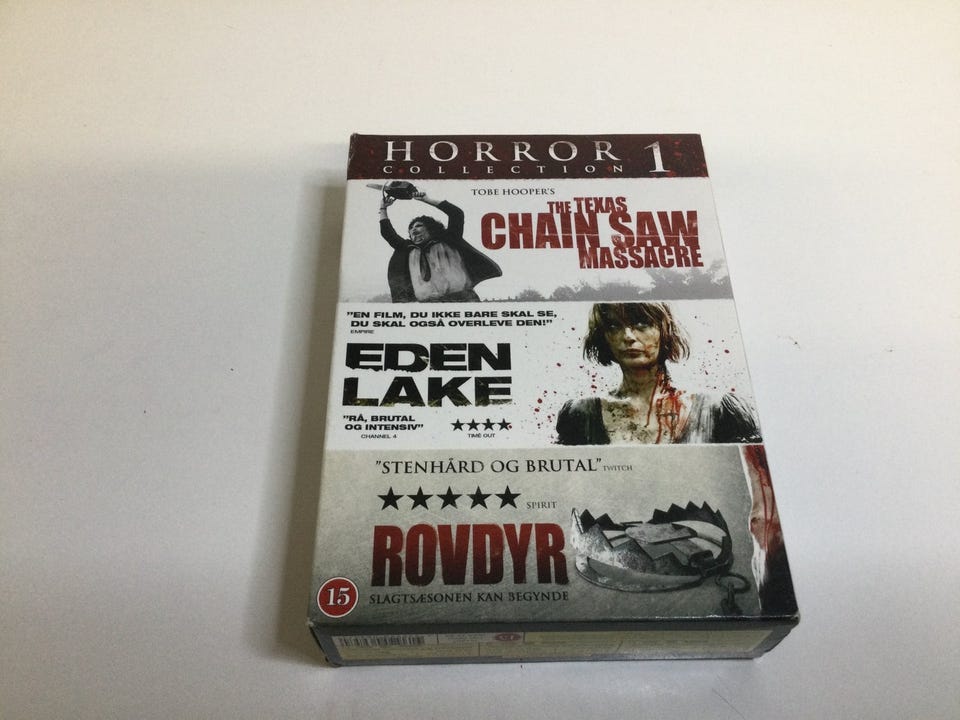 HORROR 1
COLLECTION
TOBE HOOPER'S
THE TEXAS
CHAIN SAW
MASSACRE
"EN FILM, DU IKKE BARE SKAL SE,
DU SKAL OGSÅ OVERLEVE DEN!"
EMPIRE
EDEN
LAKE
"RÅ, BRUTAL
OG INTENSIV"
CHANNEL 4
★★★★
TIME OUT
"STENHÅRD OG BRUTAL" TWITCH
★★★★★ SPIRIT
ROVDYR
15
SLAGTSÆSONEN KAN BEGYNDE